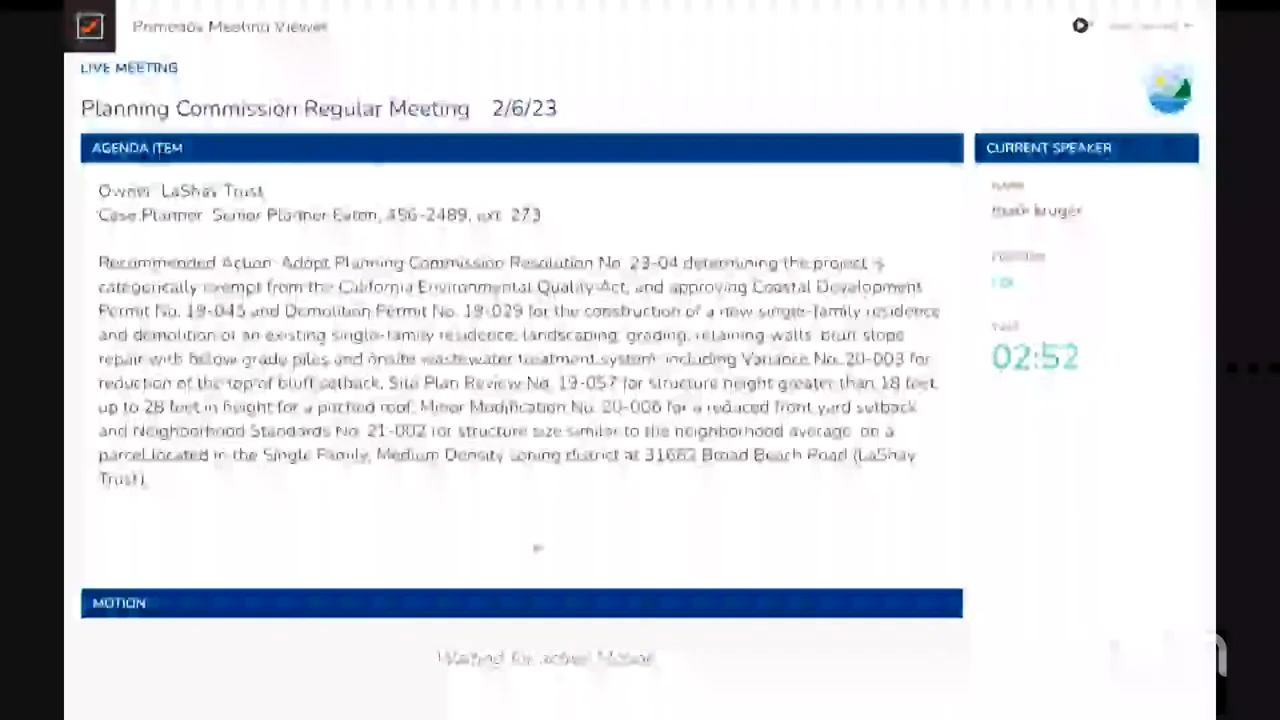 Primegov Meeting Viewer
LIVE MEETING
Planning Commission Regular Meeting 2/6/23
AGENDA ITEM
CURRENT SPEAKER
Owner: LaShay Trust
Case Planner: Senior Planner Eaton, 456-2489, ext. 273
NAME
mark kruger
Recommended Action: Adopt Planning Commission Resolution No. 23-04 determining the project is
categorically exempt from the California Environmental Quality Act, and approving Coastal Development
Permit No. 19-045 and Demolition Permit No. 19-029 for the construction of a new single-family residence
and demolition of an existing single-family residence, landscaping, grading, retaining walls, bluff slope
repair with below grade piles and onsite wastewater treatment system, including Variance No. 20-003 for
reduction of the top of bluff setback, Site Plan Review No. 19-057 for structure height greater than 18 feet,
up to 28 feet in height for a pitched roof, Minor Modification No. 20-006 for a reduced front yard setback
and Neighborhood Standards No. 21-002 for structure size similar to the neighborhood average, on a
parcel located in the Single Family, Medium Density zoning district at 31662 Broad Beach Road (LaShay
Trust)
POSITION
02:52
MOTION
Waiting for active Motion